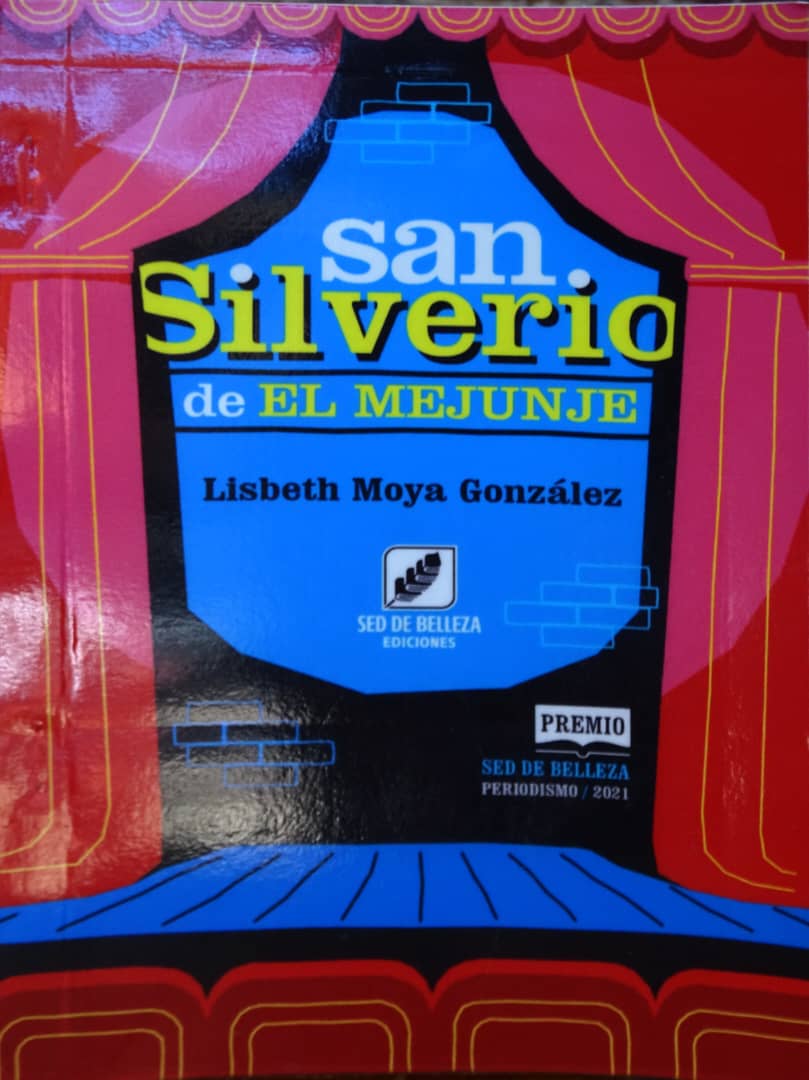 san
Silverio
de EL MEJUNJE
Lisbeth Moya González
SED DE BELLEZA
EDICIONES
PREMIO
SED DE BELLEZA
PERIODISMO / 2021